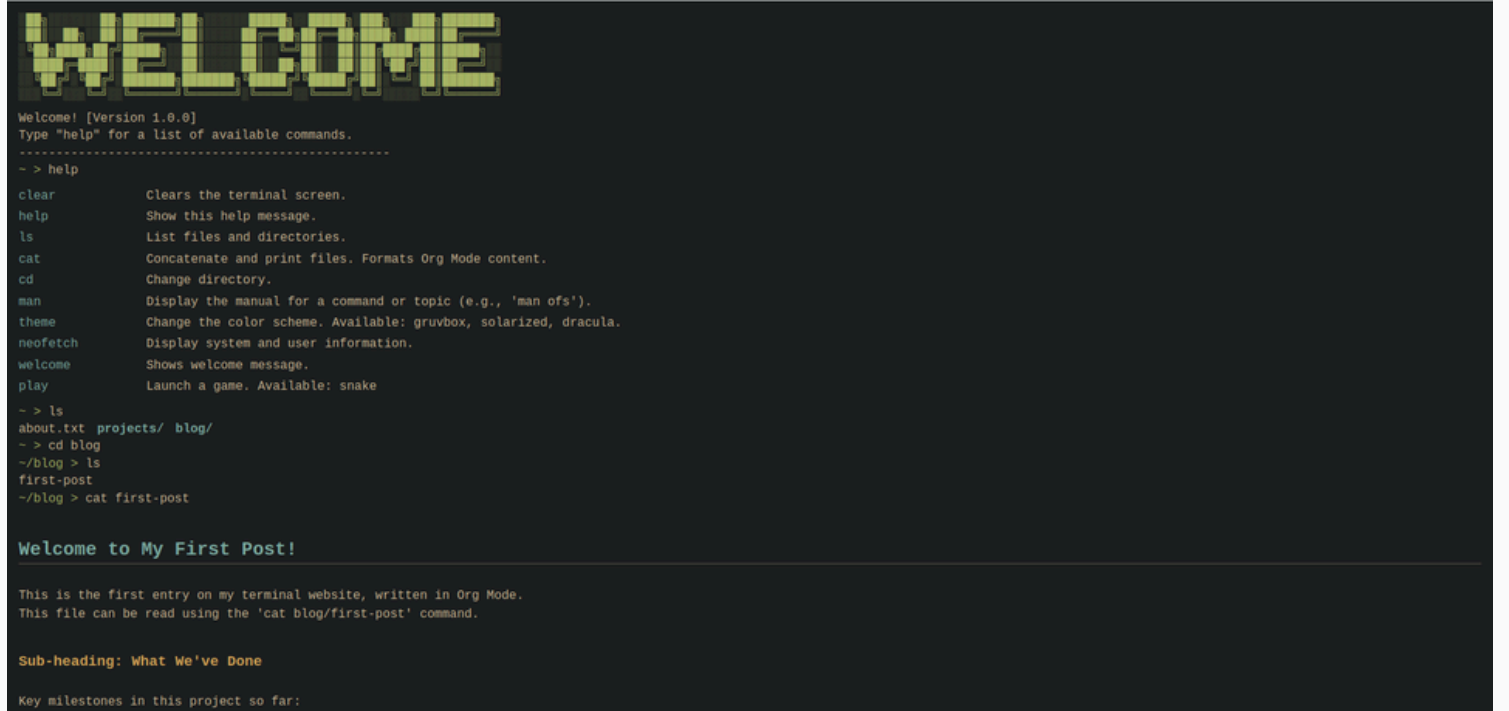 WELCOME
Welcome! [Version 1.0.0]
Type "help" for a list of available commands.
--------------------------------------------------
~ > help
clear Clears the terminal screen.
help Show this help message.
ls List files and directories.
cat Concatenate and print files. Formats Org Mode content.
cd Change directory.
man Display the manual for a command or topic (e.g., 'man ofs').
theme Change the color scheme. Available: gruvbox, solarized, dracula.
neofetch Display system and user information.
welcome Shows welcome message.
play Launch a game. Available: snake
~ > ls
about.txt projects/ blog/
~ > cd blog
~/blog > ls
first-post
~/blog > cat first-post
Welcome to My First Post!
This is the first entry on my terminal website, written in Org Mode.
This file can be read using the 'cat blog/first-post' command.
Sub-heading: What We've Done
Key milestones in this project so far: